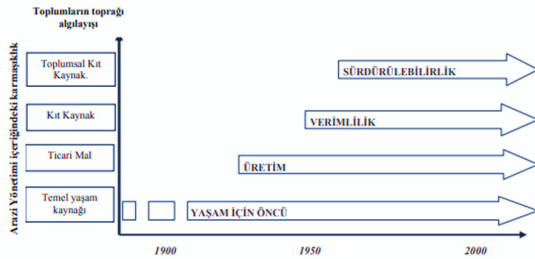 Toplumların toprağı
algılayışı
Arazi Yönetimi içeriğindeki karmaşıklık
Toplumsal Kıt
Kaynak.
SÜRDÜRÜLEBİLİRLİK
Kıt Kaynak
VERİMLİLİK
Ticari Mal
ÜRETİM
Temel yaşam
kaynağı
YAŞAM İÇİN ÖNCÜ
1900
1950
2000